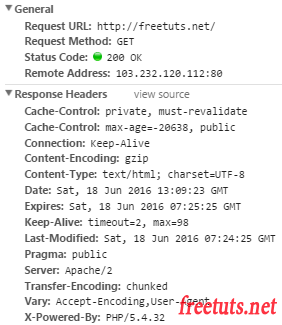 General
Request URL: http://freetuts.net/
Request Method: GET
Status Code: 200 OK
Remote Address: 103.232.120.112:80
Response Headers view source
Cache-Control: private, must-revalidate
Cache-Control: max-age=-20638, public
Connection: Keep-Alive
Content-Encoding: gzip
Content-Type: text/html; charset=UTF-8
Date: Sat, 18 Jun 2016 13:09:23 GMT
Expires: Sat, 18 Jun 2016 07:25:25 GMT
Keep-Alive: timeout=2, max=98
Last-Modified: Sat, 18 Jun 2016 07:24:25 GMT
Pragma: public
Server: Apache/2
Transfer-Encoding: chunked
Vary: Accept-Encoding,User-Agent
X-Powered-By: PHP/5.4.32
freetuts.net